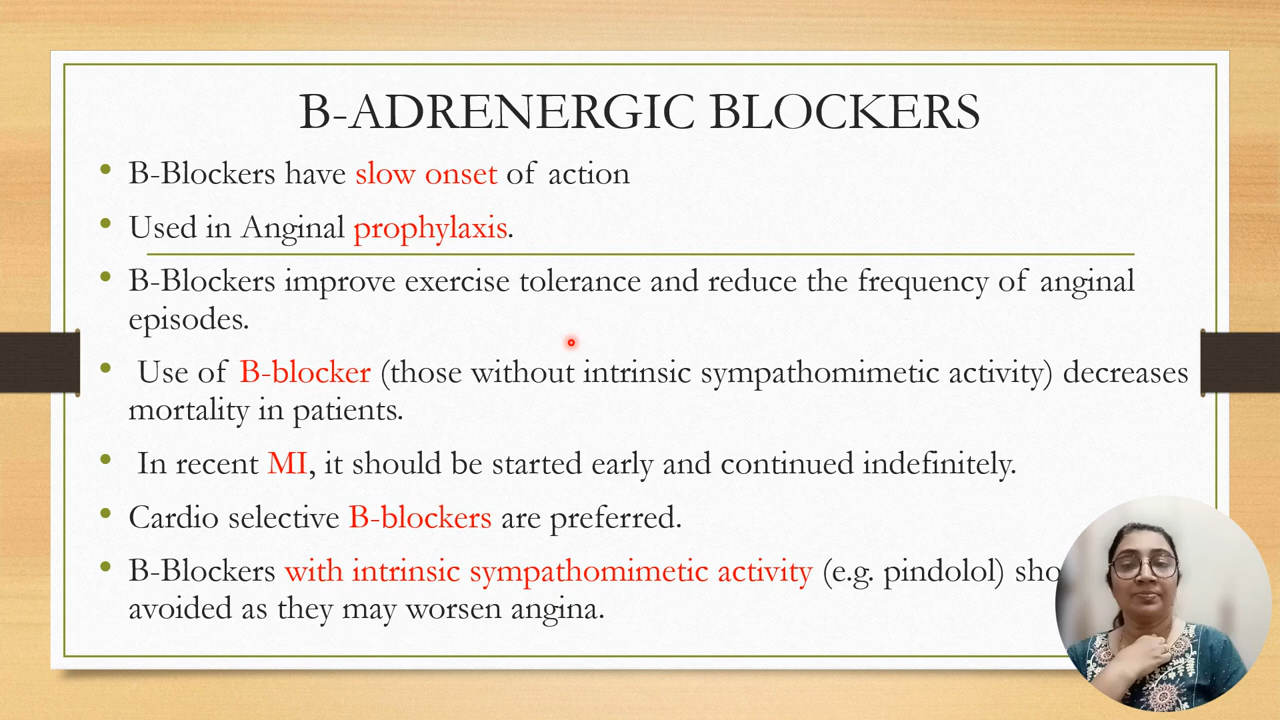 B-ADRENERGIC BLOCKERS
B-Blockers have slow onset of action
Used in Anginal prophylaxis.
B-Blockers improve exercise tolerance and reduce the frequency of anginal
episodes.
Use of B-blocker (those without intrinsic sympathomimetic activity) decreases
mortality in patients.
In recent MI, it should be started early and continued indefinitely.
Cardio selective B-blockers are preferred.
B-Blockers with intrinsic sympathomimetic activity (e.g. pindolol)
avoided as they may worsen angina.